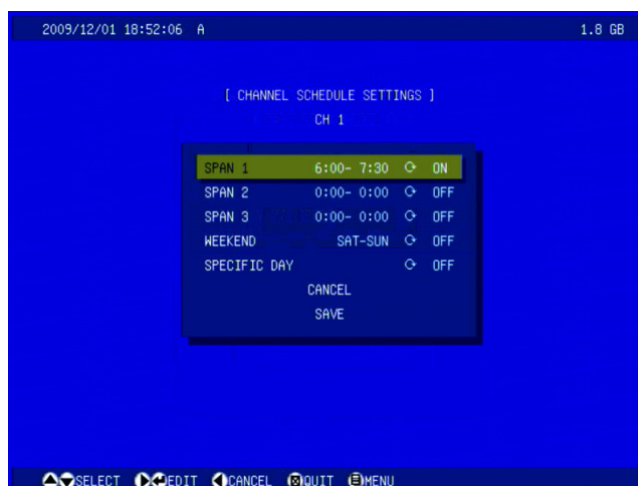 2009/12/01 18:52:06 A 1.8 GB
[ CHANNEL SCHEDULE SETTINGS ]
CH 1
SPAN 1 6:00- 7:30 ON
SPAN 2 0:00- 0:00 OFF
SPAN 3 0:00- 0:00 OFF
WEEKEND SAT-SUN OFF
SPECIFIC DAY OFF
CANCEL
SAVE
SELECT EDIT CANCEL QUIT MENU